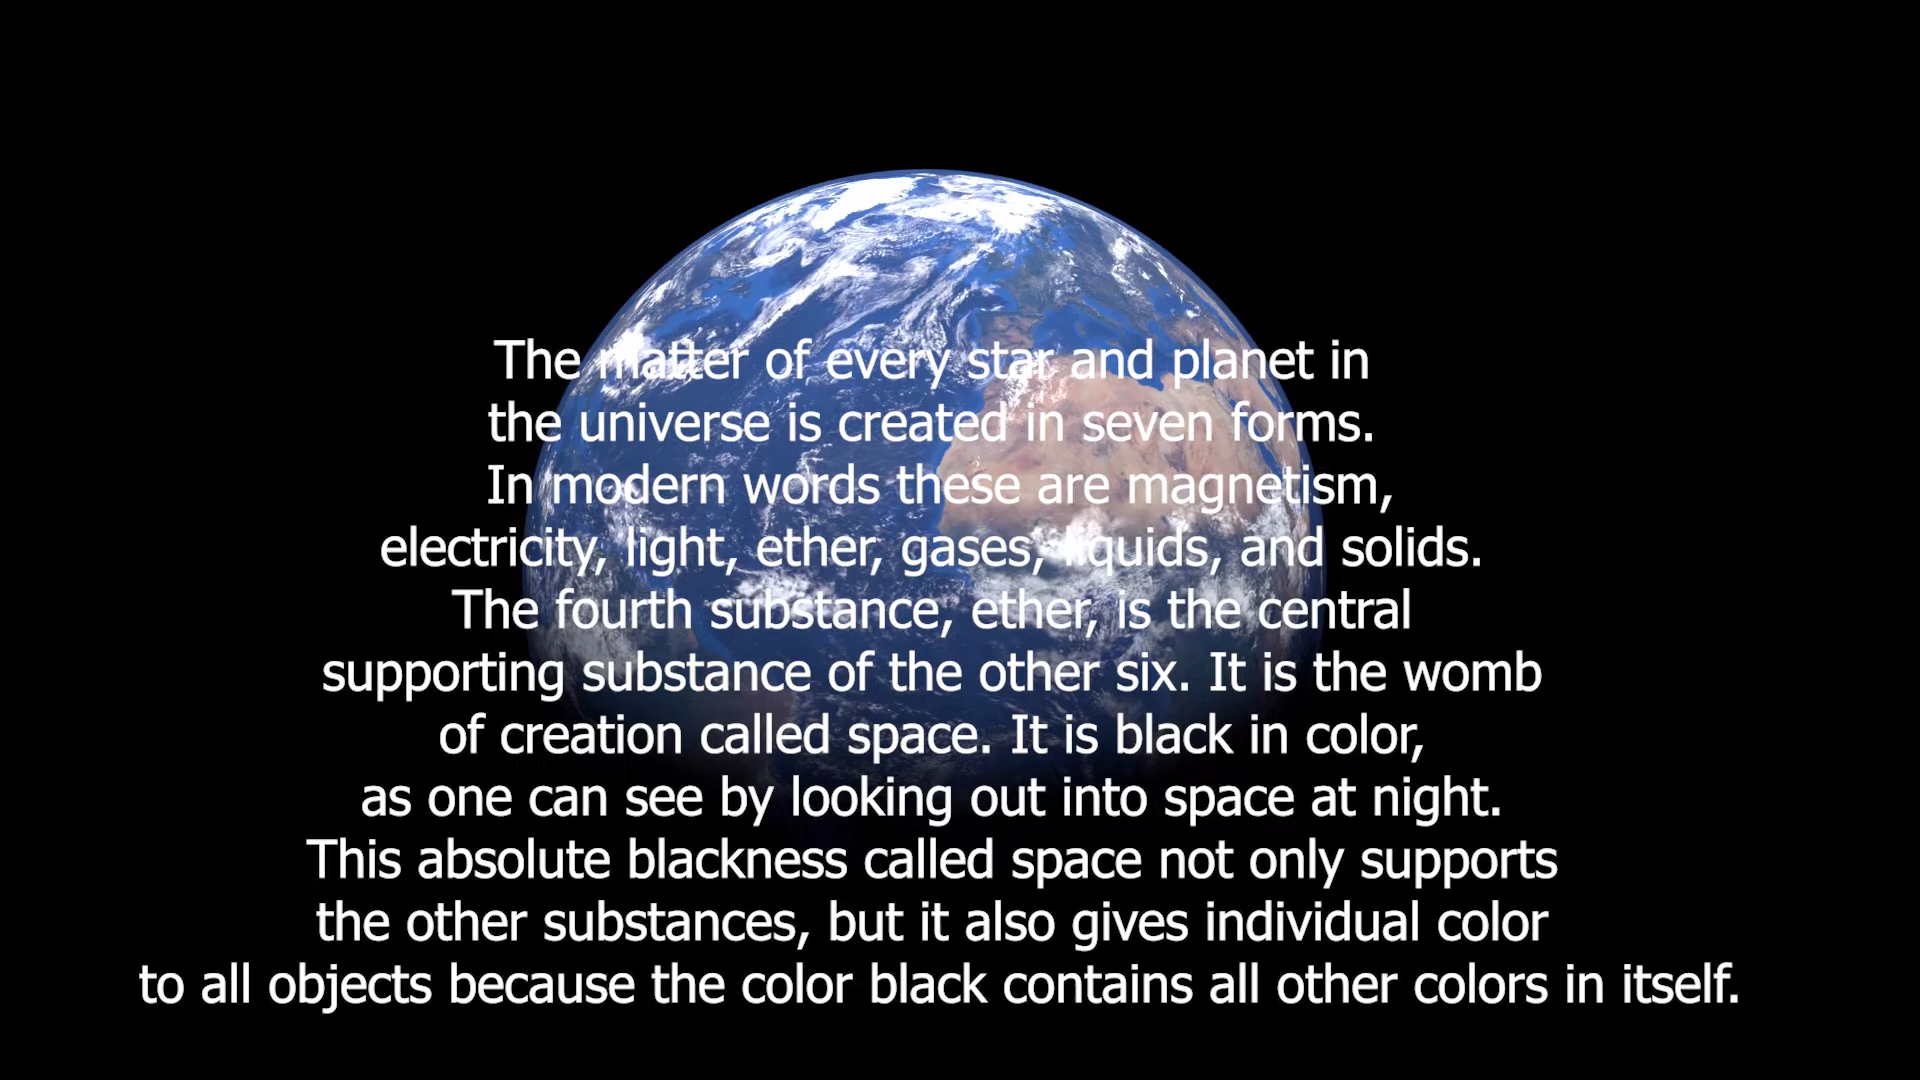 The matter of every star and planet in
the universe is created in seven forms.
In modern words these are magnetism,
electricity, light, ether, gases, liquids, and solids.
The fourth substance, ether, is the central
supporting substance of the other six. It is the womb
of creation called space. It is black in color,
as one can see by looking out into space at night.
This absolute blackness called space not only supports
the other substances, but it also gives individual color
to all objects because the color black contains all other colors in itself.